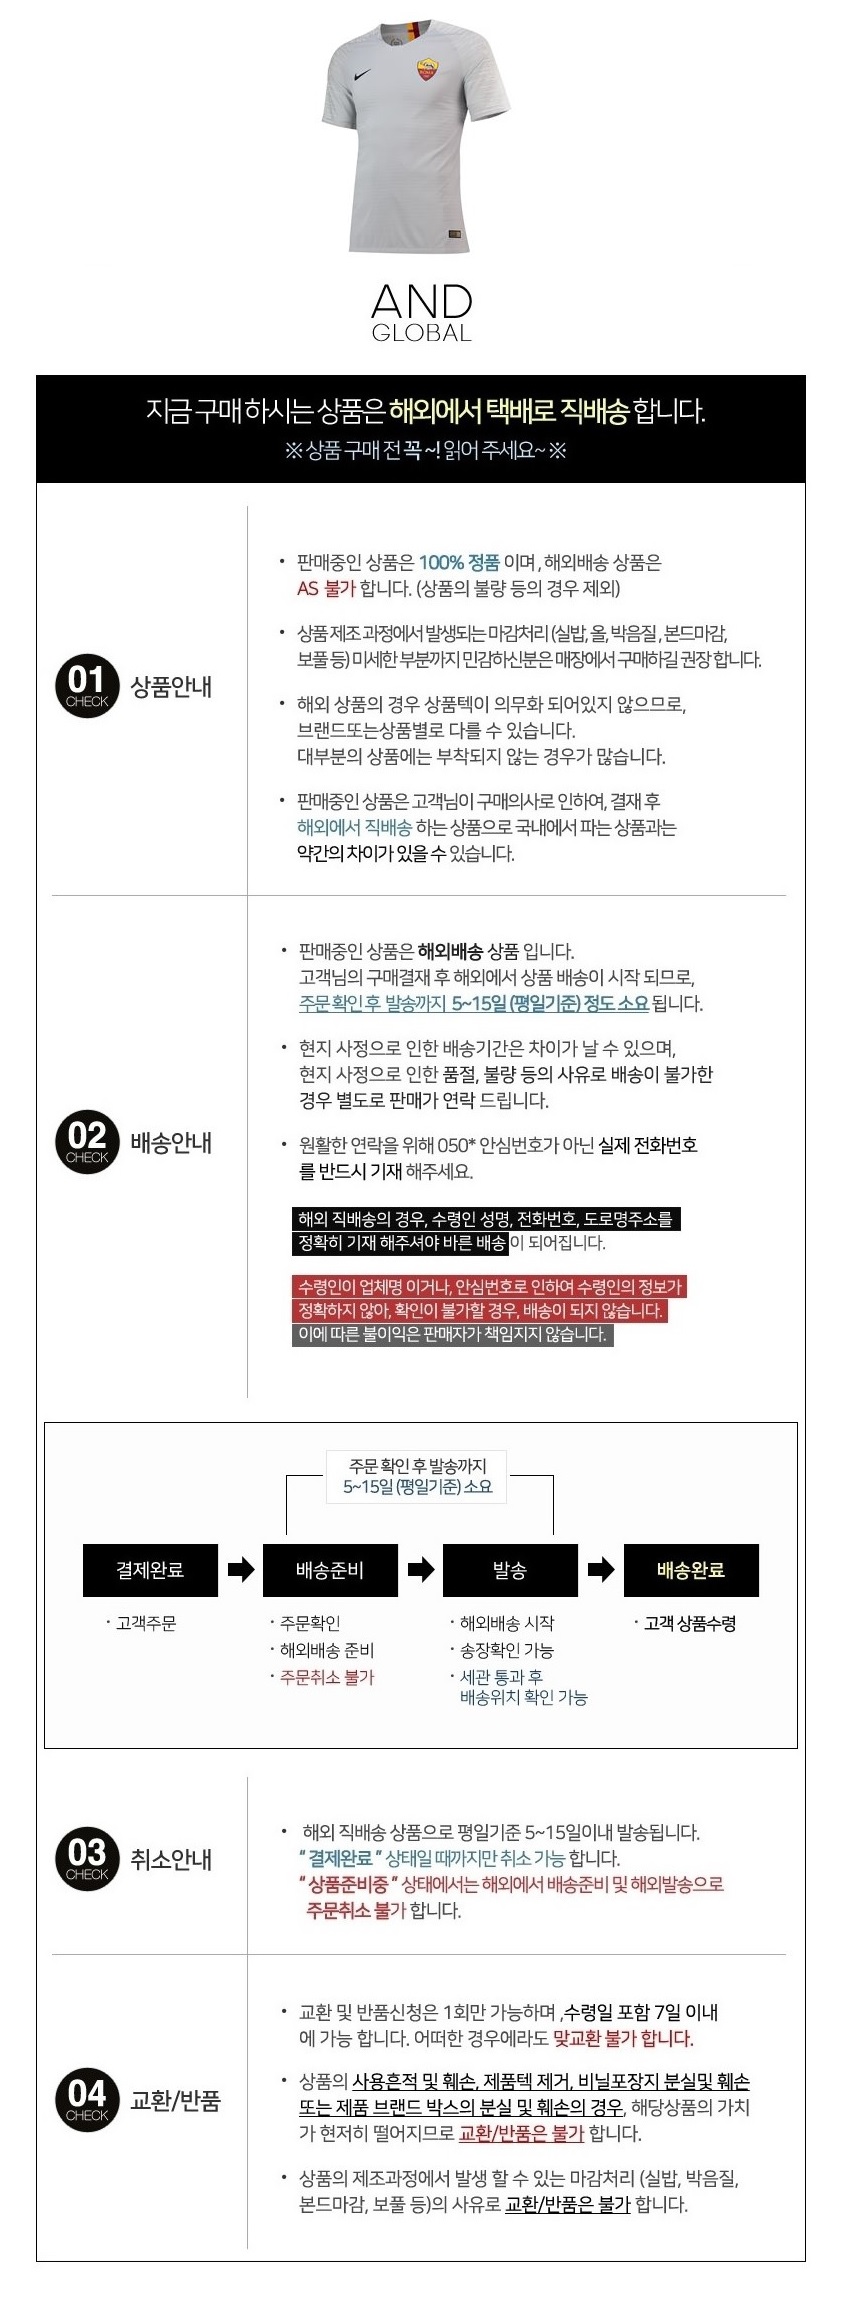 AND
GLOBAL
지금 구매 하시는 상품은 해외에서 택배로 직배송 합니다.
※ 상품 구매 전 꼭 ~! 읽어 주세요~ ※
01
CHECK
상품안내
• 판매중인 상품은 100% 정품 이며 , 해외배송 상품은
AS 불가 합니다. (상품의 불량 등의 경우 제외)
• 상품 제조 과정에서 발생되는 마감처리 (실밥, 올, 박음질 , 본드마감,
보풀 등) 미세한 부분까지 민감하신분은 매장에서 구매하길 권장 합니다.
• 해외 상품의 경우 상품텍이 의무화 되어있지 않으므로,
브랜드또는상품별로 다를 수 있습니다.
대부분의 상품에는 부착되지 않는 경우가 많습니다.
• 판매중인 상품은 고객님이 구매의사로 인하여, 결재 후
해외에서 직배송 하는 상품으로 국내에서 파는 상품과는
약간의 차이가 있을 수 있습니다.
02
CHECK
배송안내
• 판매중인 상품은 해외배송 상품 입니다.
고객님의 구매결재 후 해외에서 상품 배송이 시작 되므로,
주문 확인 후 발송까지 5~15일 (평일기준) 정도 소요 됩니다.
• 현지 사정으로 인한 배송기간은 차이가 날 수 있으며,
현지 사정으로 인한 품절, 불량 등의 사유로 배송이 불가한
경우 별도로 판매가 연락 드립니다.
• 원활한 연락을 위해 050* 안심번호가 아닌 실제 전화번호
를 반드시 기재 해주세요.
해외 직배송의 경우, 수령인 성명, 전화번호, 도로명주소를
정확히 기재 해주셔야 바른 배송이 되어집니다.
수령인이 업체명 이거나, 안심번호로 인하여 수령인의 정보가
정확하지 않아, 확인이 불가할 경우, 배송이 되지 않습니다.
이에 따른 불이익은 판매자가 책임지지 않습니다.
주문 확인 후 발송까지
5~15일 (평일기준) 소요
결제완료
배송준비
발송
배송완료
· 고객주문
· 주문확인
· 해외배송 준비
· 주문취소 불가
· 해외배송 시작
· 송장확인 가능
· 세관 통과 후
배송위치 확인 가능
· 고객 상품수령
03
CHECK
취소안내
• 해외 직배송 상품으로 평일기준 5~15일이내 발송됩니다.
“ 결제완료 ” 상태일 때까지만 취소 가능 합니다.
“ 상품준비중 ” 상태에서는 해외에서 배송준비 및 해외발송으로
주문취소 불가 합니다.
04
CHECK
교환/반품
• 교환 및 반품신청은 1회만 가능하며 ,수령일 포함 7일 이내
에 가능 합니다. 어떠한 경우에라도 맞교환 불가 합니다.
• 상품의 사용흔적 및 훼손, 제품텍 제거, 비닐포장지 분실및 훼손
또는 제품 브랜드 박스의 분실 및 훼손의 경우, 해당상품의 가치
가 현저히 떨어지므로 교환/반품은 불가 합니다.
• 상품의 제조과정에서 발생 할 수 있는 마감처리 (실밥, 박음질,
본드마감, 보풀 등)의 사유로 교환/반품은 불가 합니다.